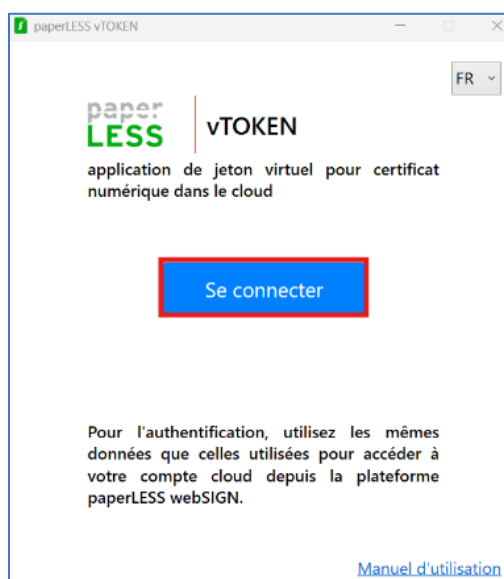 paperLESS vTOKEN
FR
paper
LESS
vTOKEN
application de jeton virtuel pour certificat
numérique dans le cloud
Se connecter
Pour l'authentification, utilisez les mêmes
données que celles utilisées pour accéder à
votre compte cloud depuis la plateforme
paperLESS webSIGN.
Manuel d'utilisation